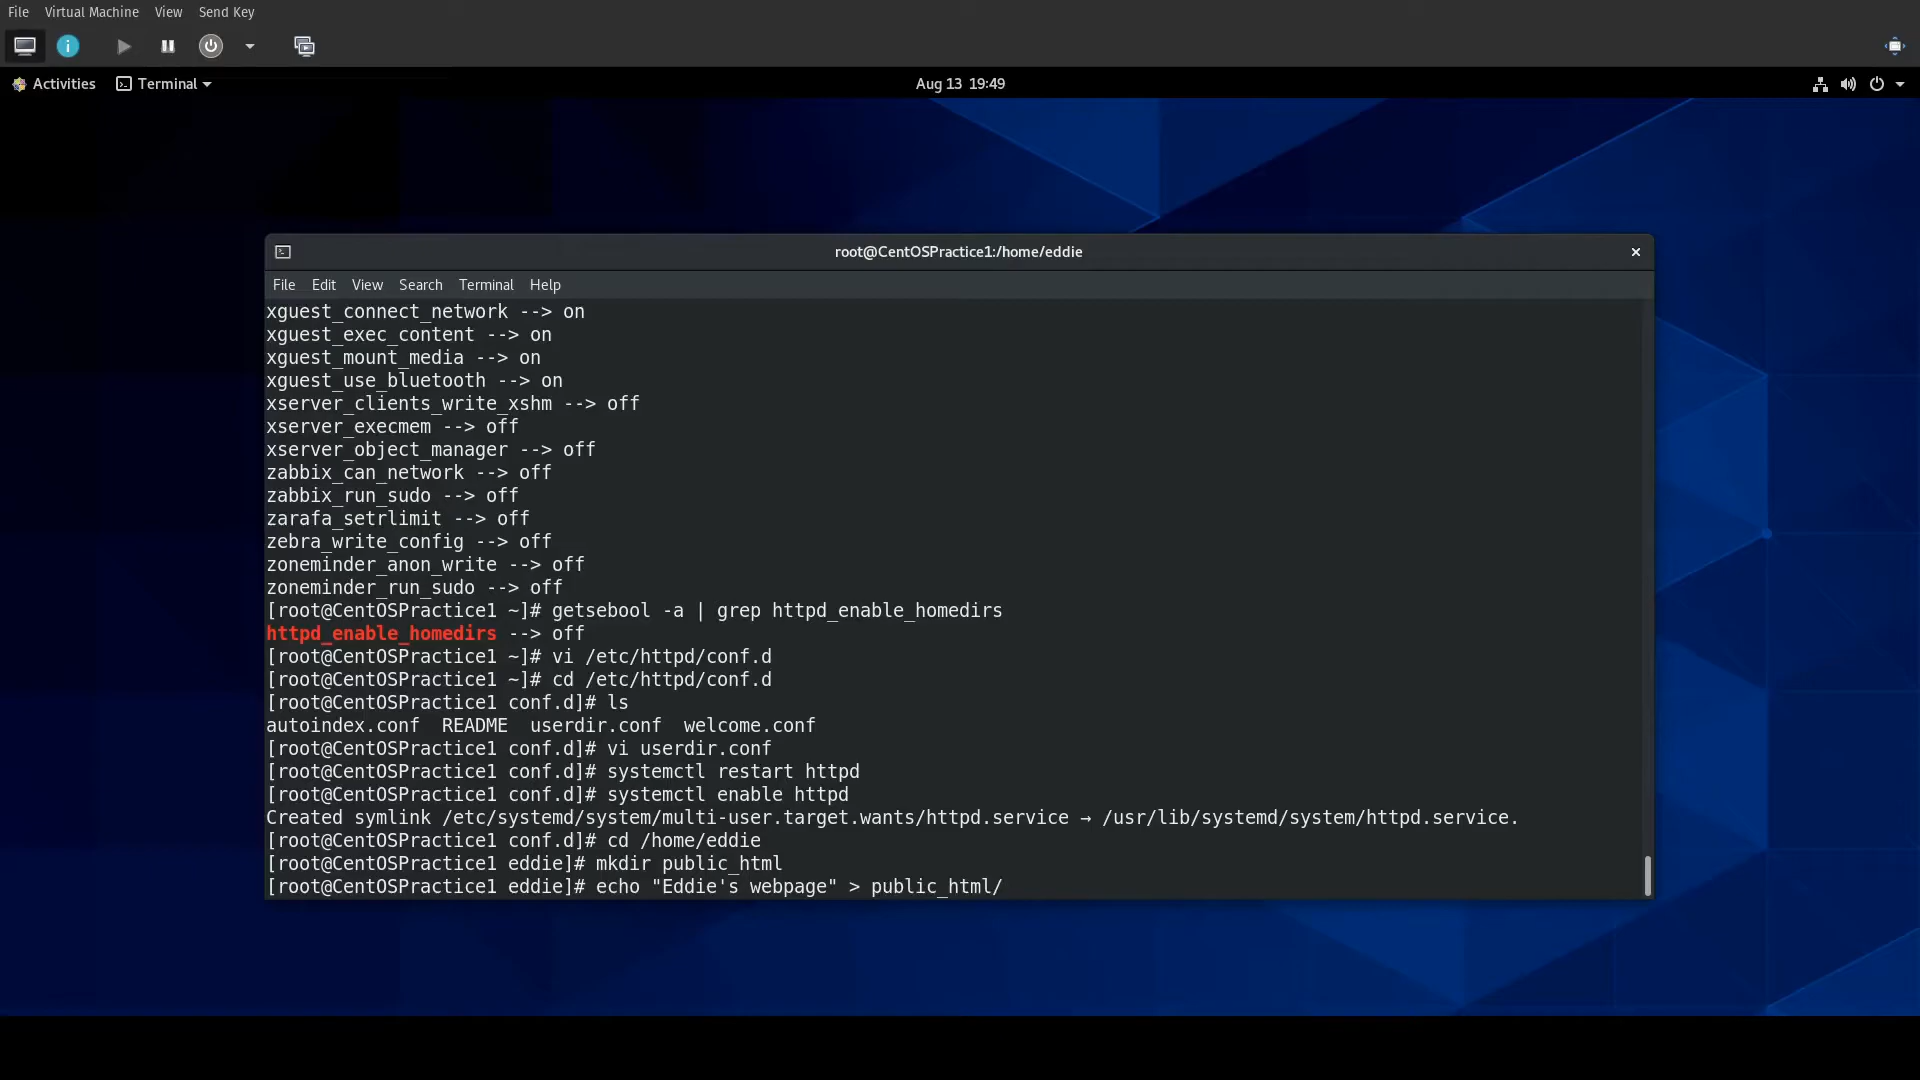 File Virtual Machine View Send Key
Activities Terminal Aug 13 19:49
root@CentOSPractice1:/home/eddie
File Edit View Search Terminal Help
xguest_connect_network --> on
xguest_exec_content --> on
xguest_mount_media --> on
xguest_use_bluetooth --> on
xserver_clients_write_xshm --> off
xserver_execmem --> off
xserver_object_manager --> off
zabbix_can_network --> off
zabbix_run_sudo --> off
zarafa_setrlimit --> off
zebra_write_config --> off
zoneminder_anon_write --> off
zoneminder_run_sudo --> off
[root@CentOSPractice1 ~]# getsebool -a | grep httpd_enable_homedirs
httpd_enable_homedirs --> off
[root@CentOSPractice1 ~]# vi /etc/httpd/conf.d
[root@CentOSPractice1 ~]# cd /etc/httpd/conf.d
[root@CentOSPractice1 conf.d]# ls
autoindex.conf  README  userdir.conf  welcome.conf
[root@CentOSPractice1 conf.d]# vi userdir.conf
[root@CentOSPractice1 conf.d]# systemctl restart httpd
[root@CentOSPractice1 conf.d]# systemctl enable httpd
Created symlink /etc/systemd/system/multi-user.target.wants/httpd.service → /usr/lib/systemd/system/httpd.service.
[root@CentOSPractice1 conf.d]# cd /home/eddie
[root@CentOSPractice1 eddie]# mkdir public_html
[root@CentOSPractice1 eddie]# echo "Eddie's webpage" > public_html/